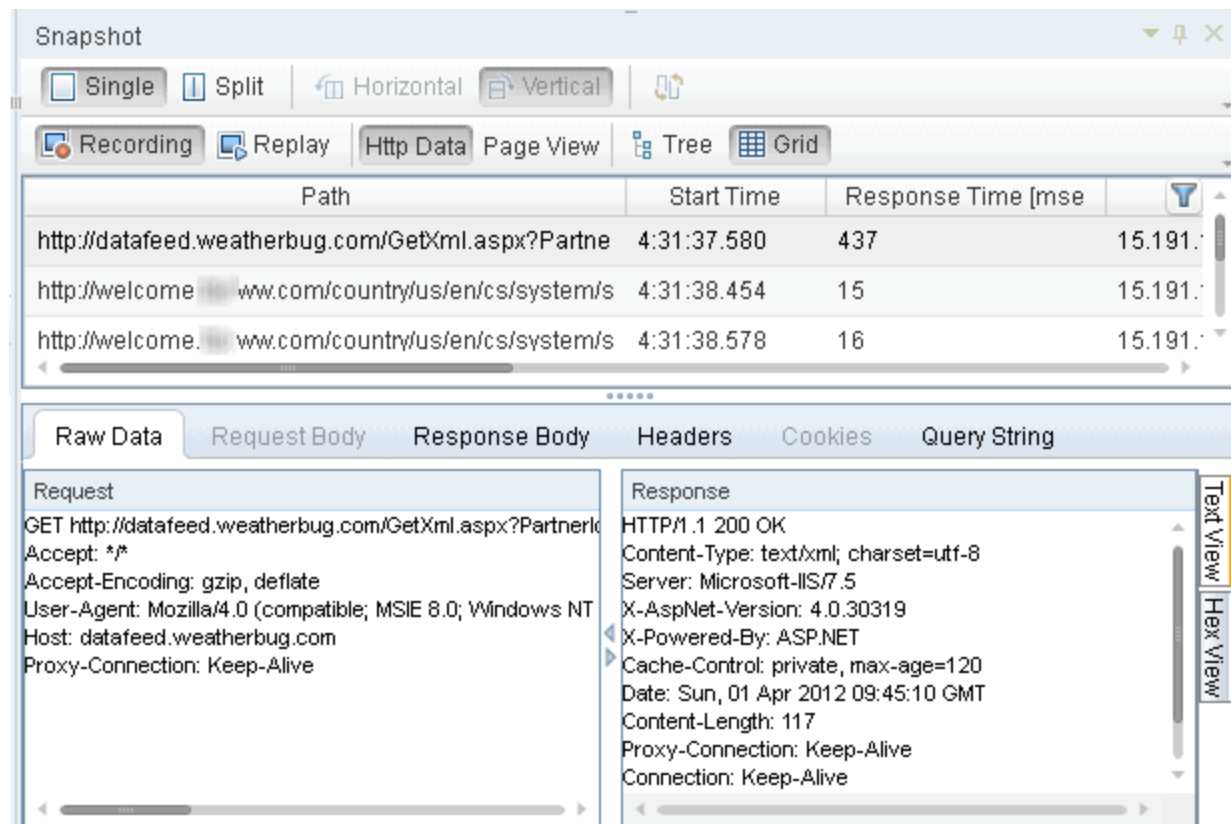 Snapshot
Single Split Horizontal Vertical
Recording Replay Http Data Page View Tree Grid
Path Start Time Response Time [mse
http://datafeed.weatherbug.com/GetXml.aspx?Partne 4:31:37.580 437 15.191.
http://welcome ww.com/country/us/en/cs/system/s 4:31:38.454 15 15.191.
http://welcome. ww.com/country/us/en/cs/system/s 4:31:38.578 16 15.191.
Raw Data Request Body Response Body Headers Cookies Query String
Request
GET http://datafeed.weatherbug.com/GetXml.aspx?PartnerId
Accept: */*
Accept-Encoding: gzip, deflate
User-Agent: Mozilla/4.0 (compatible; MSIE 8.0; Windows NT
Host: datafeed.weatherbug.com
Proxy-Connection: Keep-Alive
Response
HTTP/1.1 200 OK
Content-Type: text/xml; charset=utf-8
Server: Microsoft-IIS/7.5
X-AspNet-Version: 4.0.30319
X-Powered-By: ASP.NET
Cache-Control: private, max-age=120
Date: Sun, 01 Apr 2012 09:45:10 GMT
Content-Length: 117
Proxy-Connection: Keep-Alive
Connection: Keep-Alive
Text View
Hex View